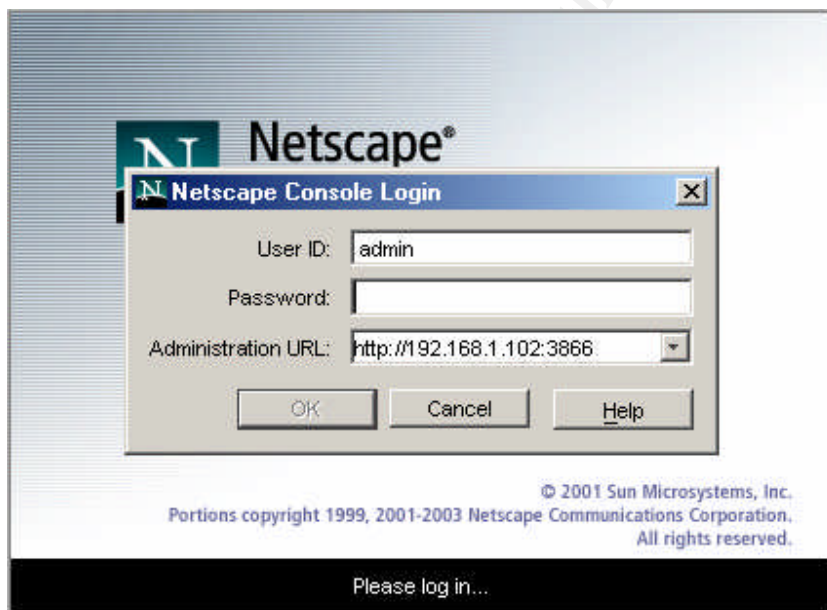 Netscape®
N
Netscape Console Login
User ID: admin
Password:
Administration URL: http://192.168.1.102:3866
OK Cancel Help
© 2001 Sun Microsystems, Inc.
Portions copyright 1999, 2001-2003 Netscape Communications Corporation.
All rights reserved.
Please log in...